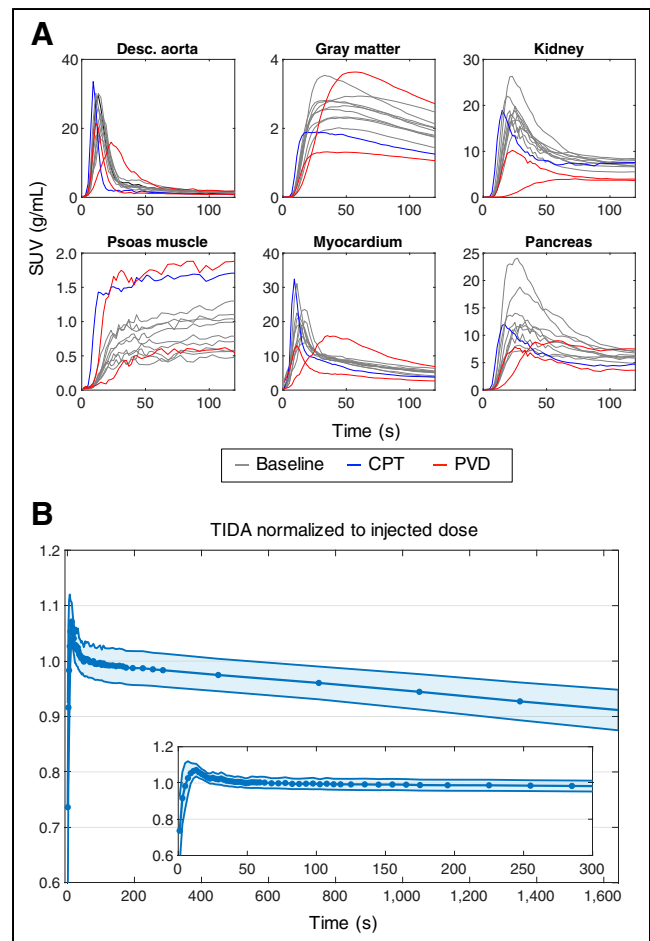 A
Desc. aorta
Gray matter
Kidney
40
20
0
0 50 100
6
4
2
0
0 50 100
30
20
10
0
0 50 100
SUV (g/mL)
Psoas muscle
Myocardium
Pancreas
2.0
1.5
1.0
0.5
0.0
0 50 100
40
30
20
10
0
0 50 100
25
20
15
10
5
0
0 50 100
Time (s)
Baseline CPT PVD
B
TIDA normalized to injected dose
1.2
1.1
1.0
0.9
0.8
0.7
0.6
1.2
1.0
0.8
0.6
0 50 100 150 200 250 300
0 200 400 600 800 1,000 1,200 1,400 1,600
Time (s)